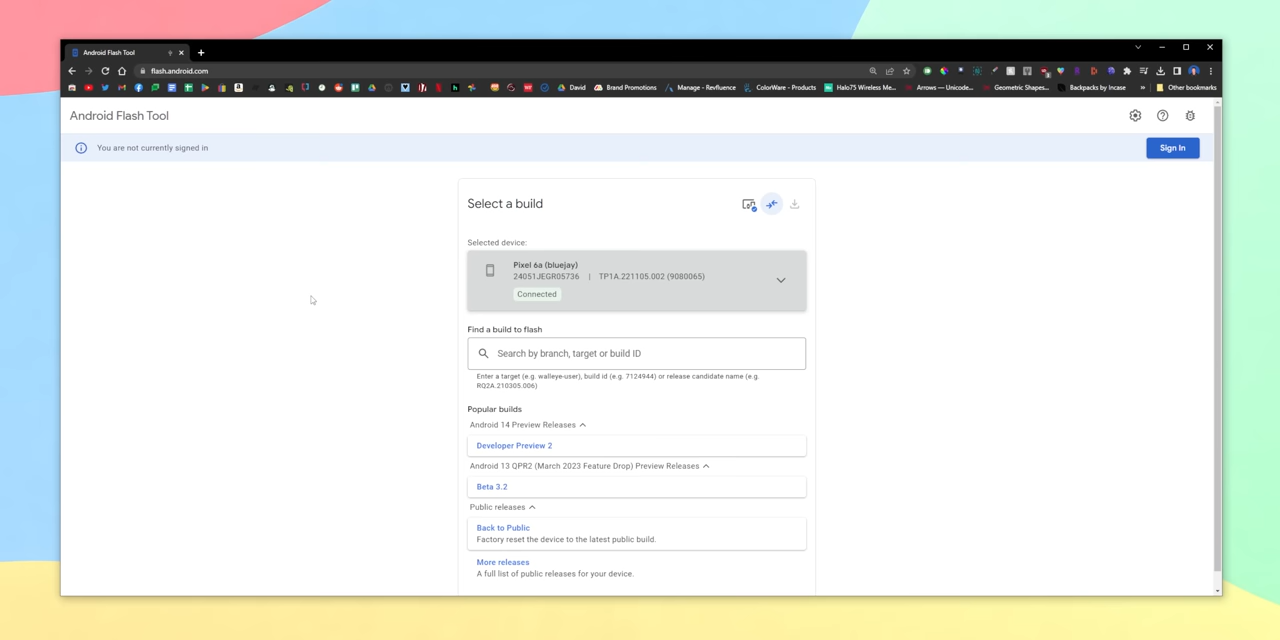 Android Flash Tool
flash.android.com
David
Brand Promotions
Manage - Revfluence
ColorWare - Products
Halo75 Wireless Me...
Arrows — Unicode...
Geometric Shapes...
Backpacks by Incase
»
Other bookmarks
Android Flash Tool
You are not currently signed in
Sign In
Select a build
Selected device:
Pixel 6a (bluejay)
24051JEGR05736 | TP1A.221105.002 (9080065)
Connected
Find a build to flash
Search by branch, target or build ID
Enter a target (e.g. walleye-user), build id (e.g. 7124944) or release candidate name (e.g.
RQ2A.210305.006)
Popular builds
Android 14 Preview Releases
Developer Preview 2
Android 13 QPR2 (March 2023 Feature Drop) Preview Releases
Beta 3.2
Public releases
Back to Public
Factory reset the device to the latest public build.
More releases
A full list of public releases for your device.